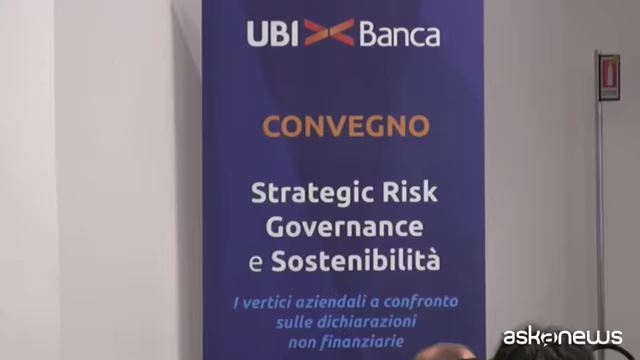 UBI Banca
CONVEGNO
Strategic Risk
Governance
e Sostenibilità
I vertici aziendali a confronto
sulle dichiarazioni
non finanziarie
askanews